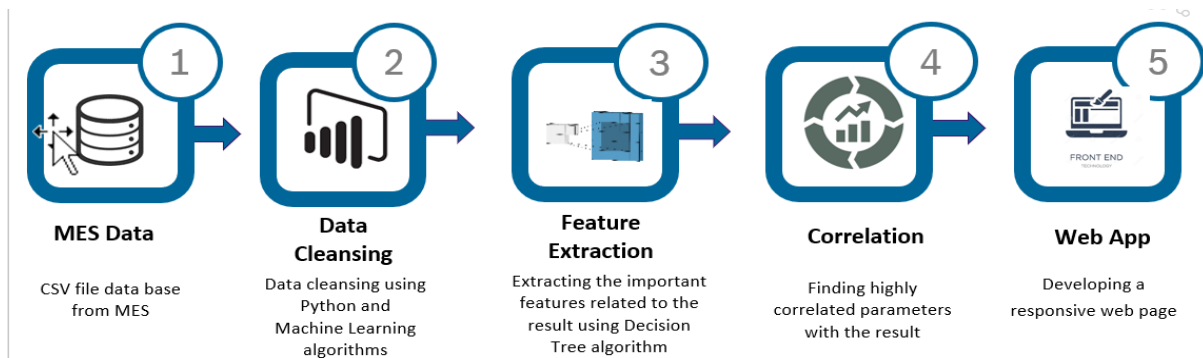 1
2
3
4
5
FRONT END
TECHNOLOGY
MES Data
CSV file data base
from MES
Data
Cleansing
Data cleansing using
Python and
Machine Learning
algorithms
Feature
Extraction
Extracting the important
features related to the
result using Decision
Tree algorithm
Correlation
Finding highly
correlated parameters
with the result
Web App
Developing a
responsive web page